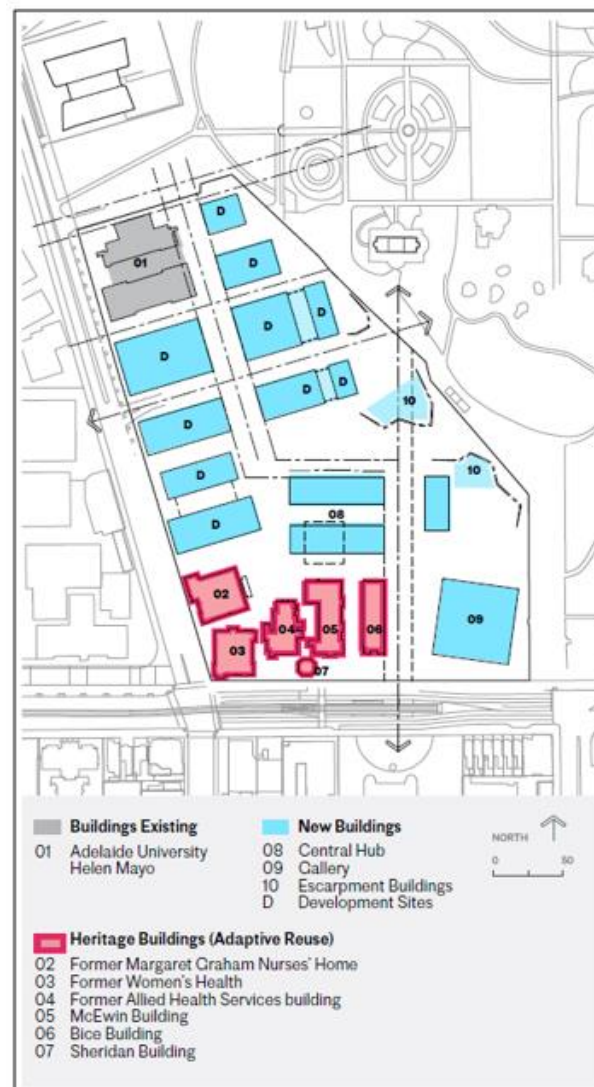 D
01
D
D
D
D
D
D
10
D
D
10
D
08
D
02
09
04
05
06
03
07
Buildings Existing
01 Adelaide University
Helen Mayo
New Buildings
08 Central Hub
09 Gallery
10 Escarpment Buildings
D Development Sites
NORTH
0 50
Heritage Buildings (Adaptive Reuse)
02 Former Margaret Graham Nurses' Home
03 Former Women's Health
04 Former Allied Health Services building
05 McEwin Building
06 Bice Building
07 Sheridan Building